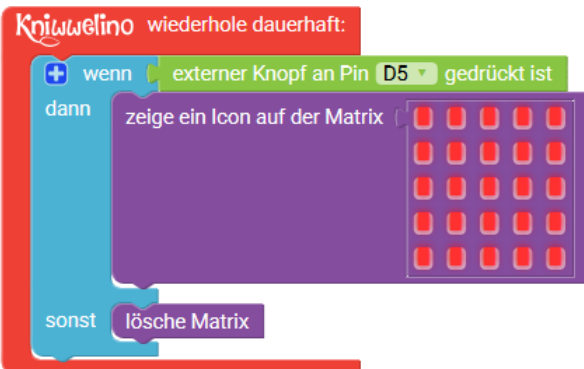 Kniwwelino wiederhole dauerhaft:
wenn externer Knopf an Pin D5 gedrückt ist
dann zeige ein Icon auf der Matrix
sonst lösche Matrix